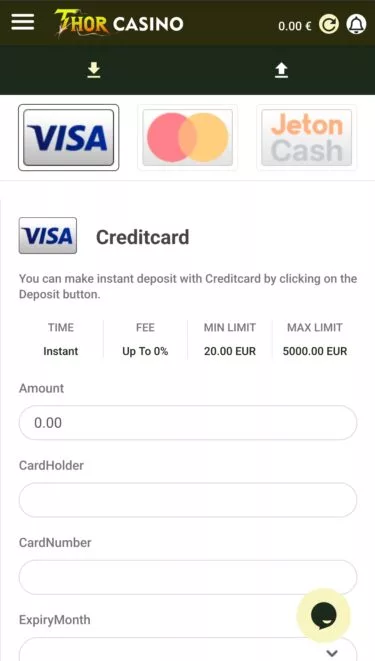 THOR CASINO
0.00 €
VISA
Jeton
Cash
VISA
Creditcard
You can make instant deposit with Creditcard by clicking on the
Deposit button.
TIME FEE MIN LIMIT MAX LIMIT
Instant Up To 0% 20.00 EUR 5000.00 EUR
Amount
0.00
CardHolder
CardNumber
ExpiryMonth